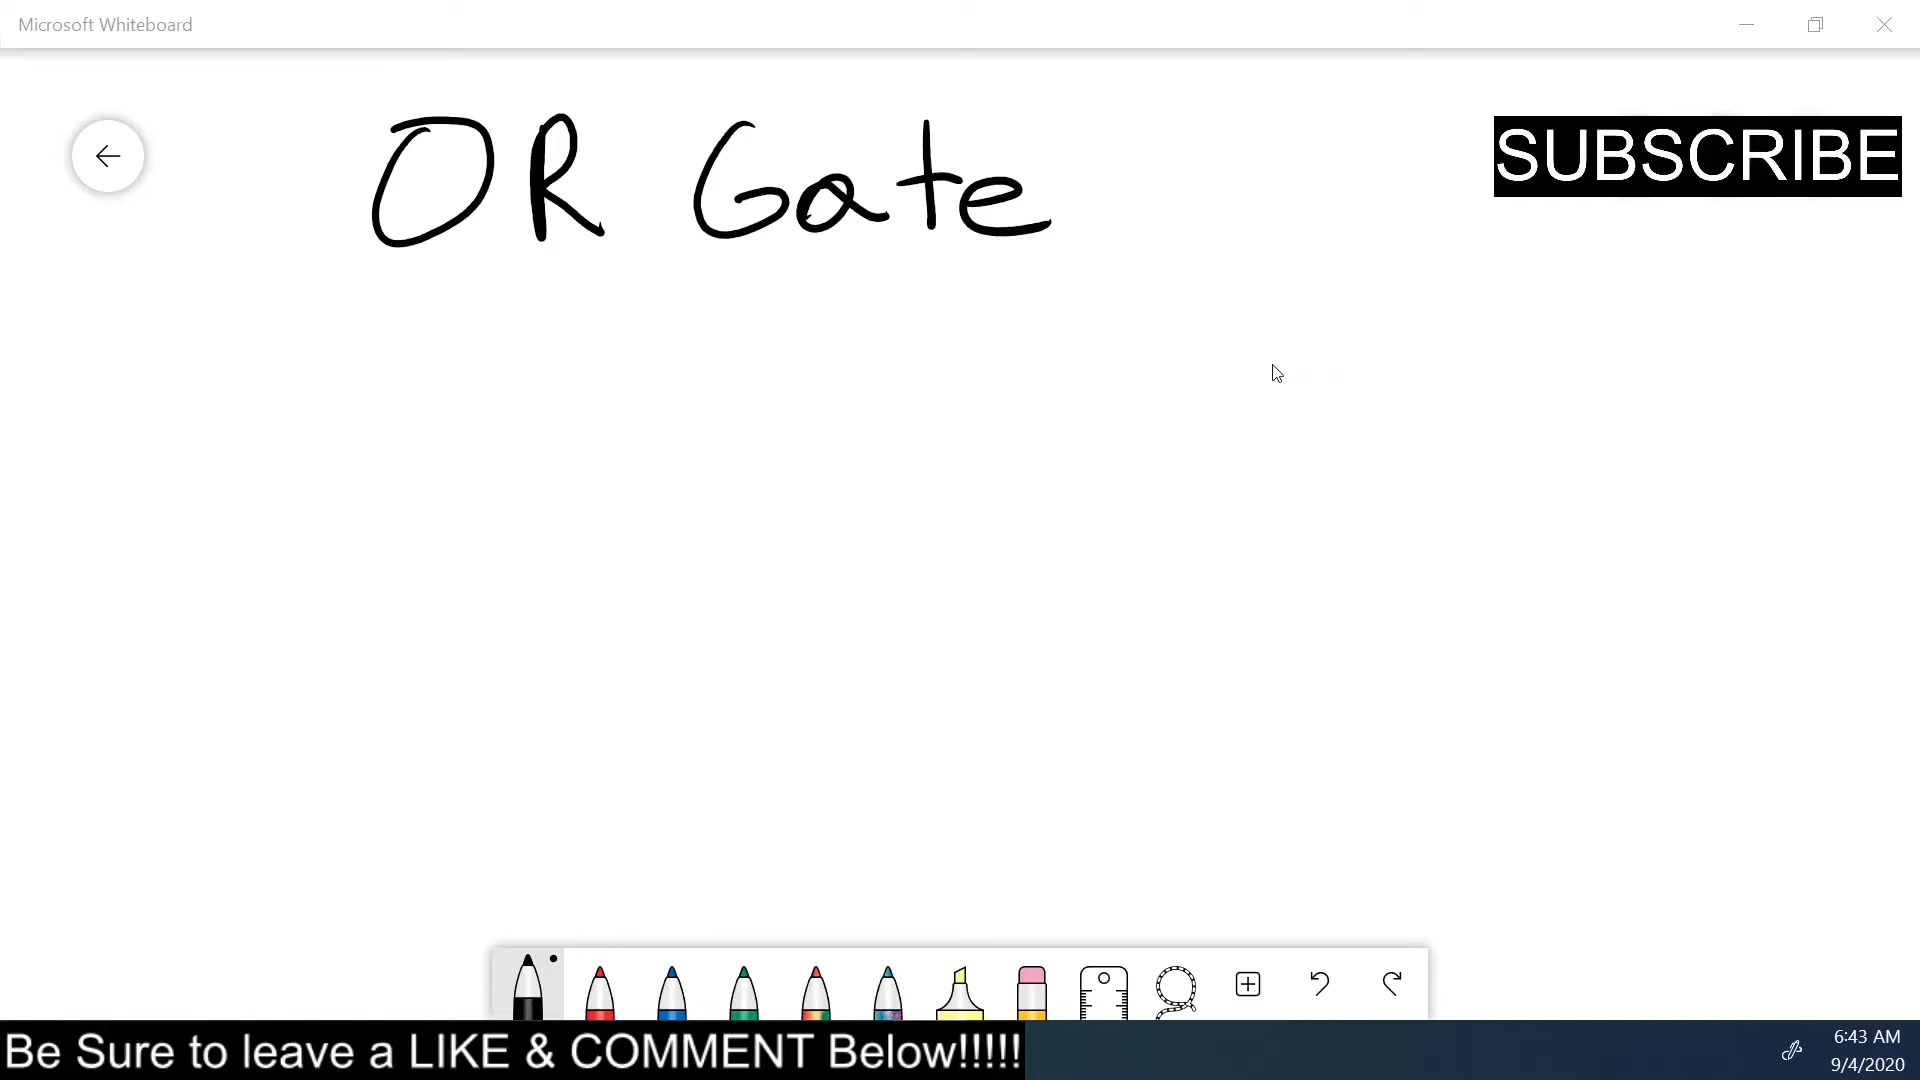 Microsoft Whiteboard
OR Gate
SUBSCRIBE
Be Sure to leave a LIKE & COMMENT Below!!!!!
6:43 AM
9/4/2020